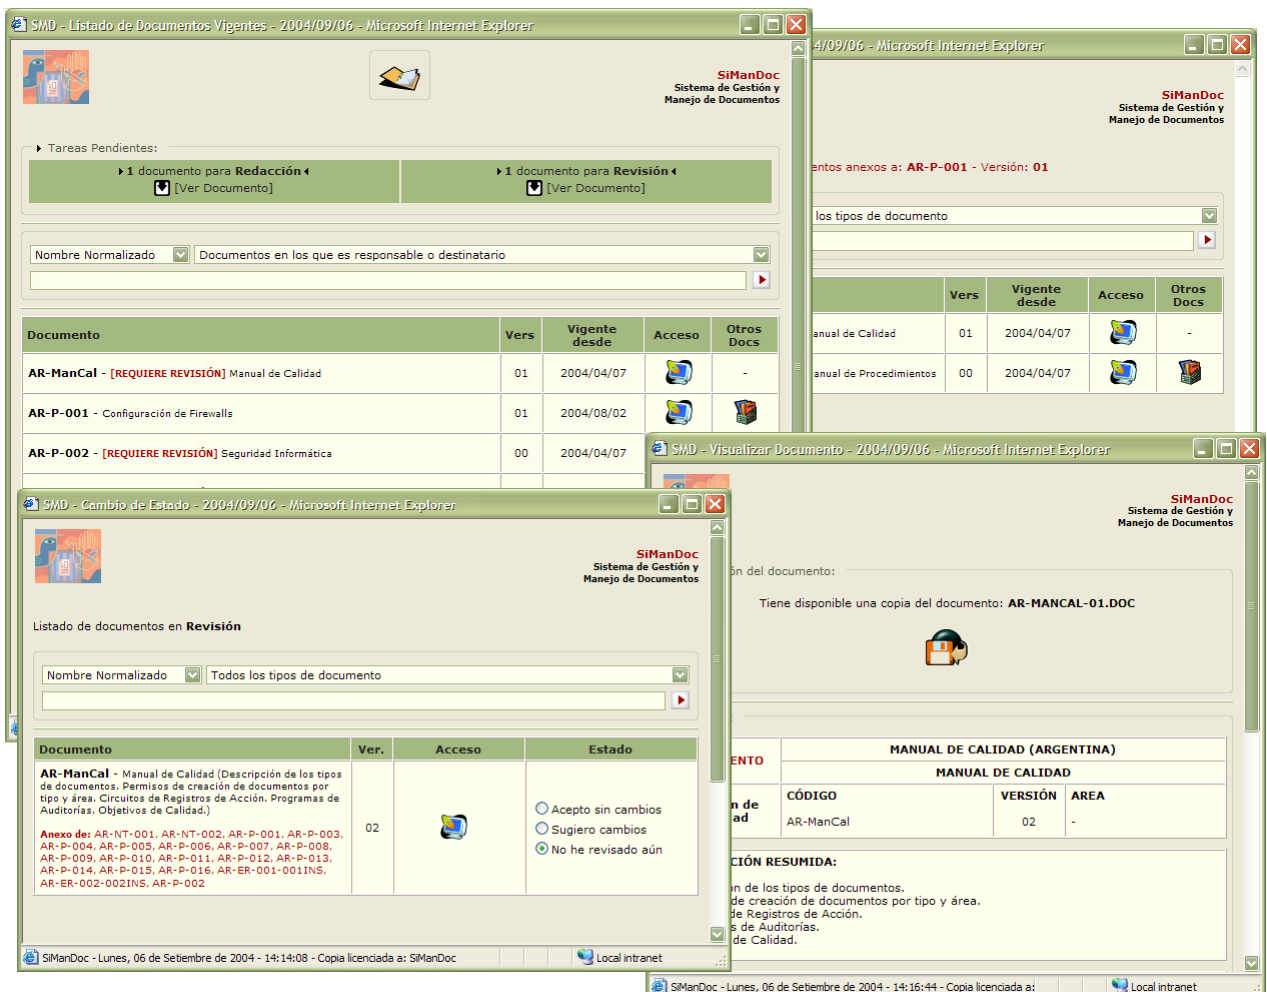 SMD - Listado de Documentos Vigentes - 2004/09/06 - Microsoft Internet Explorer
SiManDoc
Sistema de Gestión y
Manejo de Documentos
Tareas Pendientes:
1 documento para Redacción
[Ver Documento]
1 documento para Revisión
[Ver Documento]
Nombre Normalizado
Documentos en los que es responsable o destinatario
Documento Vers Vigente desde Acceso Otros Docs
AR-ManCal - [REQUIERE REVISIÓN] Manual de Calidad 01 2004/04/07 -
AR-P-001 - Configuración de Firewalls 01 2004/08/02
AR-P-002 - [REQUIERE REVISIÓN] Seguridad Informática 00 2004/04/07
4/09/06 - Microsoft Internet Explorer
SiManDoc
Sistema de Gestión y
Manejo de Documentos
entos anexos a: AR-P-001 - Versión: 01
los tipos de documento
Vers Vigente desde Acceso Otros Docs
anual de Calidad 01 2004/04/07 -
anual de Procedimientos 00 2004/04/07
SMD - Cambio de Estado - 2004/09/06 - Microsoft Internet Explorer
SiManDoc
Sistema de Gestión y
Manejo de Documentos
Listado de documentos en Revisión
Nombre Normalizado
Todos los tipos de documento
Documento Ver. Acceso Estado
AR-ManCal - Manual de Calidad (Descripción de los tipos
de documentos. Permisos de creación de documentos por
tipo y área. Circuitos de Registros de Acción. Programas de
Auditorías. Objetivos de Calidad.)
Anexo de: AR-NT-001, AR-NT-002, AR-P-001, AR-P-003,
AR-P-004, AR-P-005, AR-P-006, AR-P-007, AR-P-008,
AR-P-009, AR-P-010, AR-P-011, AR-P-012, AR-P-013,
AR-P-014, AR-P-015, AR-P-016, AR-ER-001-001INS,
AR-ER-002-002INS, AR-P-002
02
Acepto sin cambios
Sugiero cambios
No he revisado aún
SiManDoc - Lunes, 06 de Setiembre de 2004 - 14:14:08 - Copia licenciada a: SiManDoc
Local intranet
SMD - Visualizar Documento - 2004/09/06 - Microsoft Internet Explorer
SiManDoc
Sistema de Gestión y
Manejo de Documentos
ón del documento:
Tiene disponible una copia del documento: AR-MANCAL-01.DOC
ENTO
MANUAL DE CALIDAD (ARGENTINA)
MANUAL DE CALIDAD
n de
ad
CÓDIGO VERSIÓN AREA
AR-ManCal 02 -
CIÓN RESUMIDA:
ón de los tipos de documentos.
de creación de documentos por tipo y área.
de Registros de Acción.
s de Auditorías.
de Calidad.
SiManDoc - Lunes, 06 de Setiembre de 2004 - 14:16:44 - Copia licenciada a:
Local intranet